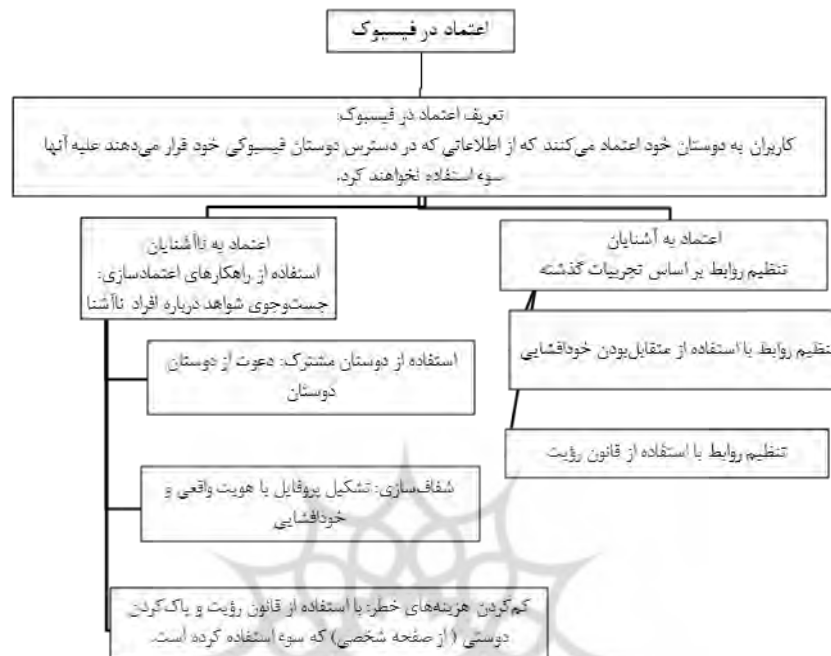 اعتماد در فیسبوک
تعریف اعتماد در فیسبوک:
کاربران به دوستان خود اعتماد می‌کنند که از اطلاعاتی که در دسترس دوستان فیسبوکی خود قرار می‌دهند علیه آنها
سوء استفاده نخواهند کرد.
اعتماد به آشنایان
تنظیم روابط بر اساس تجربیات گذشته
تنظیم روابط با استفاده از متقابل‌بودن خودافشایی
تنظیم روابط با استفاده از قانون رؤیت
اعتماد به ناآشنایان
استفاده از راهکارهای اعتمادسازی:
جست‌وجوی شواهد درباره افراد ناآشنا
استفاده از دوستان مشترک: دعوت از دوستان
دوستان
شفاف‌سازی: تشکیل پروفایل با هویت واقعی و
خودافشایی
کم‌کردن هزینه‌های خطر: با استفاده از قانون رؤیت و پاک‌کردن
دوستی (از صفحه شخصی) که سوء استفاده کرده است.